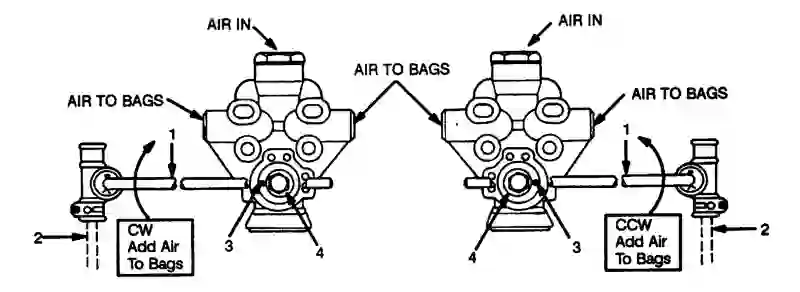 AIR IN
AIR TO BAGS
1
CW
Add Air
To Bags
2
3
4
AIR TO BAGS
AIR IN
AIR TO BAGS
1
CCW
Add Air
To Bags
2
3
4